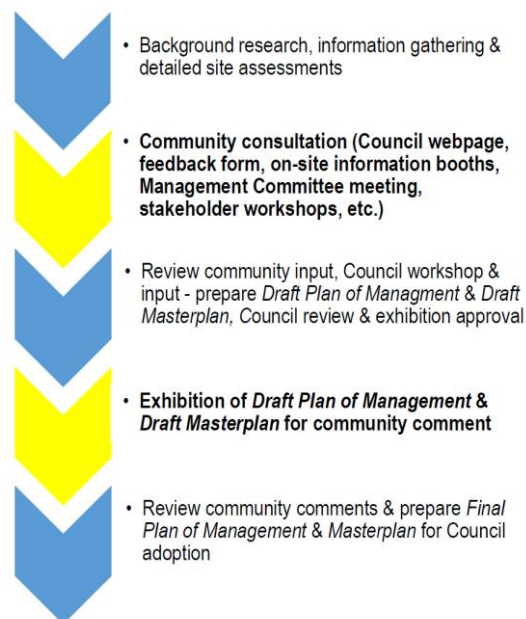 • Background research, information gathering &
detailed site assessments
• Community consultation (Council webpage,
feedback form, on-site information booths,
Management Committee meeting,
stakeholder workshops, etc.)
• Review community input, Council workshop &
input - prepare Draft Plan of Managment & Draft
Masterplan, Council review & exhibition approval
• Exhibition of Draft Plan of Management &
Draft Masterplan for community comment
• Review community comments & prepare Final
Plan of Management & Masterplan for Council
adoption